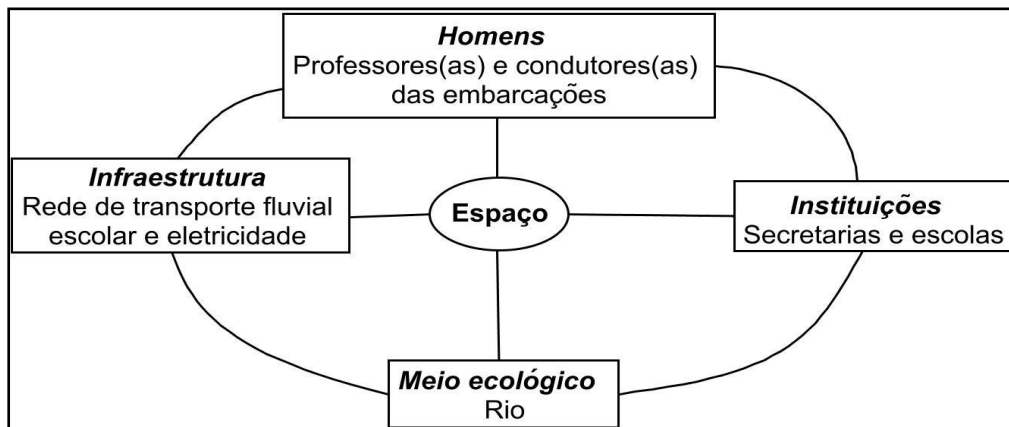 Homens
Professores(as) e condutores(as)
das embarcações
Infraestrutura
Rede de transporte fluvial
escolar e eletricidade
Espaço
Instituições
Secretarias e escolas
Meio ecológico
Rio